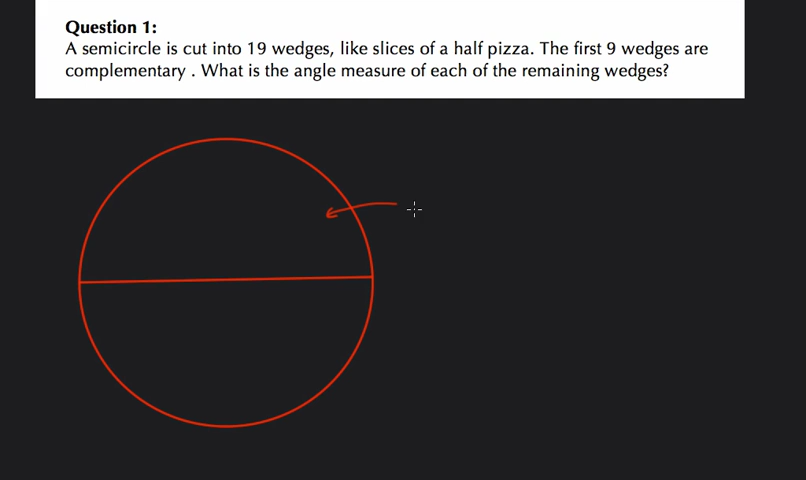 Question 1:
A semicircle is cut into 19 wedges, like slices of a half pizza. The first 9 wedges are
complementary . What is the angle measure of each of the remaining wedges?